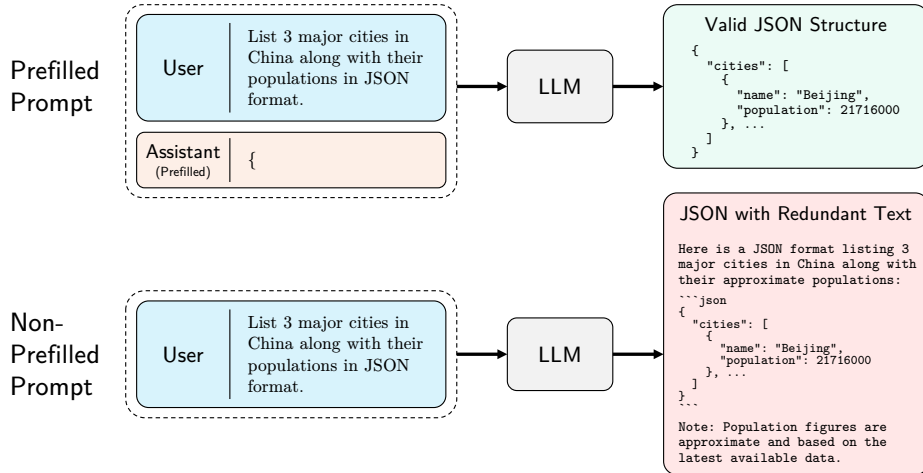 Prefilled
Prompt
User
List 3 major cities in
China along with their
populations in JSON
format.
Assistant
(Prefilled)
{
LLM
Valid JSON Structure
{
  "cities": [
    {
      "name": "Beijing",
      "population": 21716000
    }, ...
  ]
}
Non-
Prefilled
Prompt
User
List 3 major cities in
China along with their
populations in JSON
format.
LLM
JSON with Redundant Text
Here is a JSON format listing 3
major cities in China along with
their approximate populations:
```json
{
  "cities": [
    {
      "name": "Beijing",
      "population": 21716000
    }, ...
  ]
}
```
Note: Population figures are
approximate and based on the
latest available data.